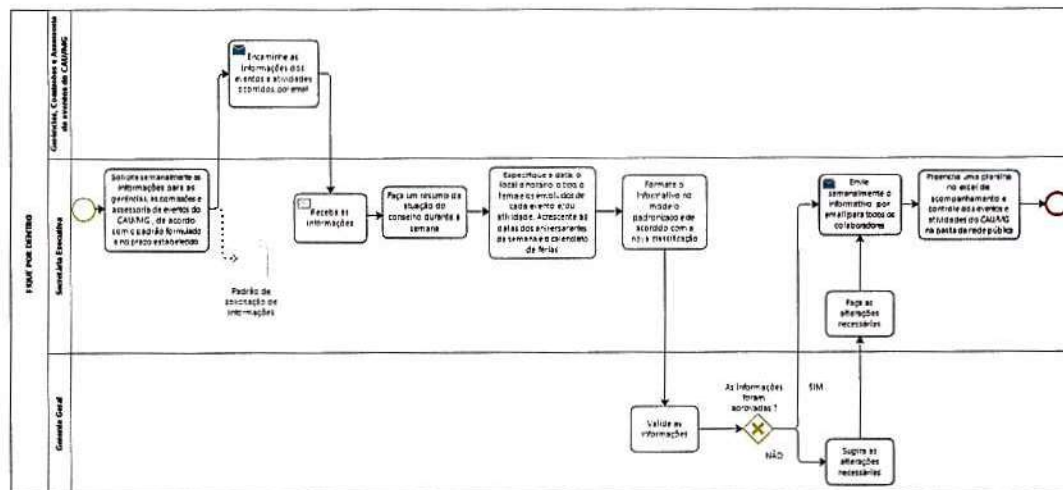 FIQUE POR DENTRO
Gerências, Comissões e Assessoria
de eventos do CAU/MG
Secretária Executiva
Gerente Geral
Encaminhe as
informações dos
eventos e atividades
ocorridos, por email
Solicite semanalmente as
informações para as
gerências, as comissões e
assessoria de eventos do
CAU/MG, de acordo
com o padrão formulado
e no prazo estabelecido
Padrão de
solicitação de
informações
Receba as
informações
Faça um resumo da
atuação do
conselho durante a
semana
Especifique a data, o
local e horário, o tipo, o
tema e os envolvidos de
cada evento e/ou
atividade. Acrescente as
datas dos aniversariantes
da semana e o calendário
de férias
Formate o
informativo no
modelo
padronizado e de
acordo com a
nova classificação
Valide as
informações
As informações
foram
aprovadas ?
SIM
NÃO
Sugira as
alterações
necessárias
Faça as
alterações
necessárias
Envie
semanalmente o
informativo por
email para todos os
colaboradores
Preencha uma planilha
no excel de
acompanhamento e
controle dos eventos e
atividades do CAU/MG
na pasta da rede pública